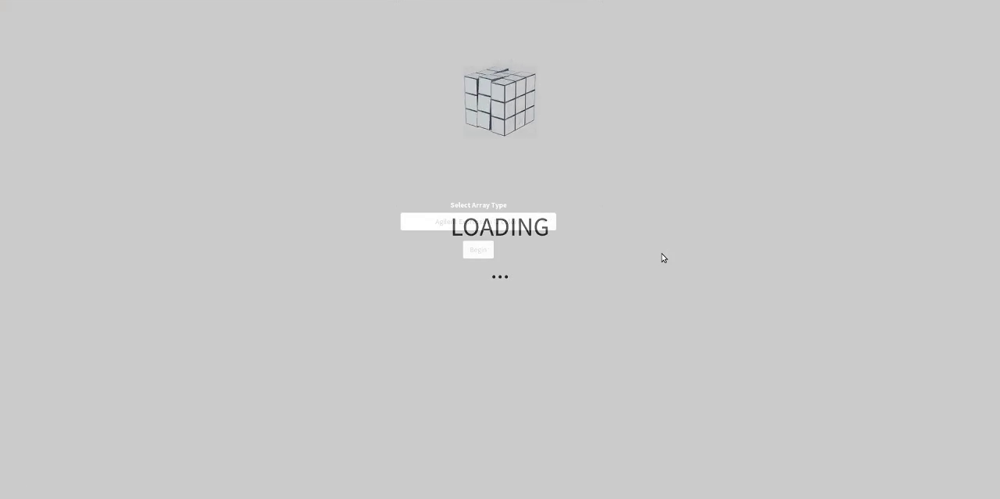 Select Array Type
LOADING
Begin
...